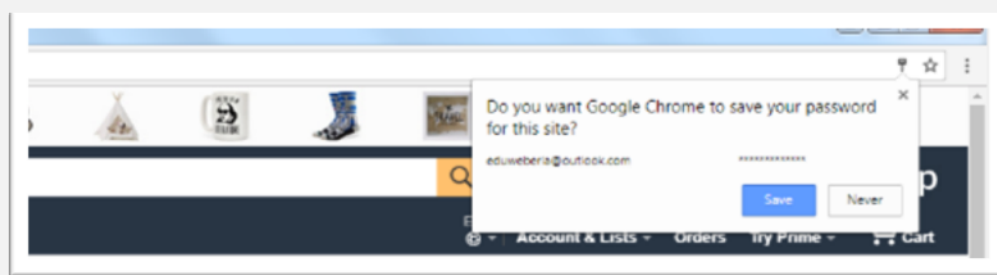 Do you want Google Chrome to save your password
for this site?
eduweberia@outlook.com *************
Save Never
p
Account & Lists Orders Try Prime Cart